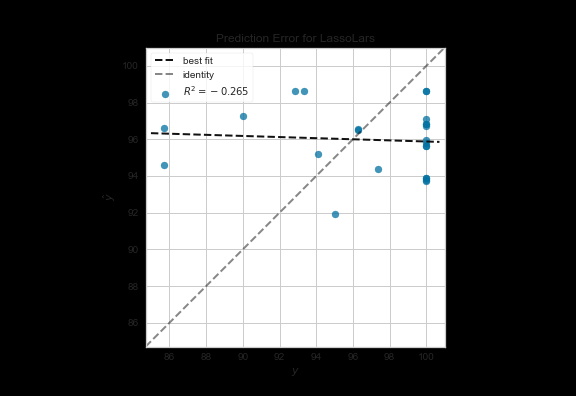 Prediction Error for LassoLars
best fit
identity
R² = −0.265
100
98
96
94
92
90
88
86
ŷ
86
88
90
92
94
96
98
100
y